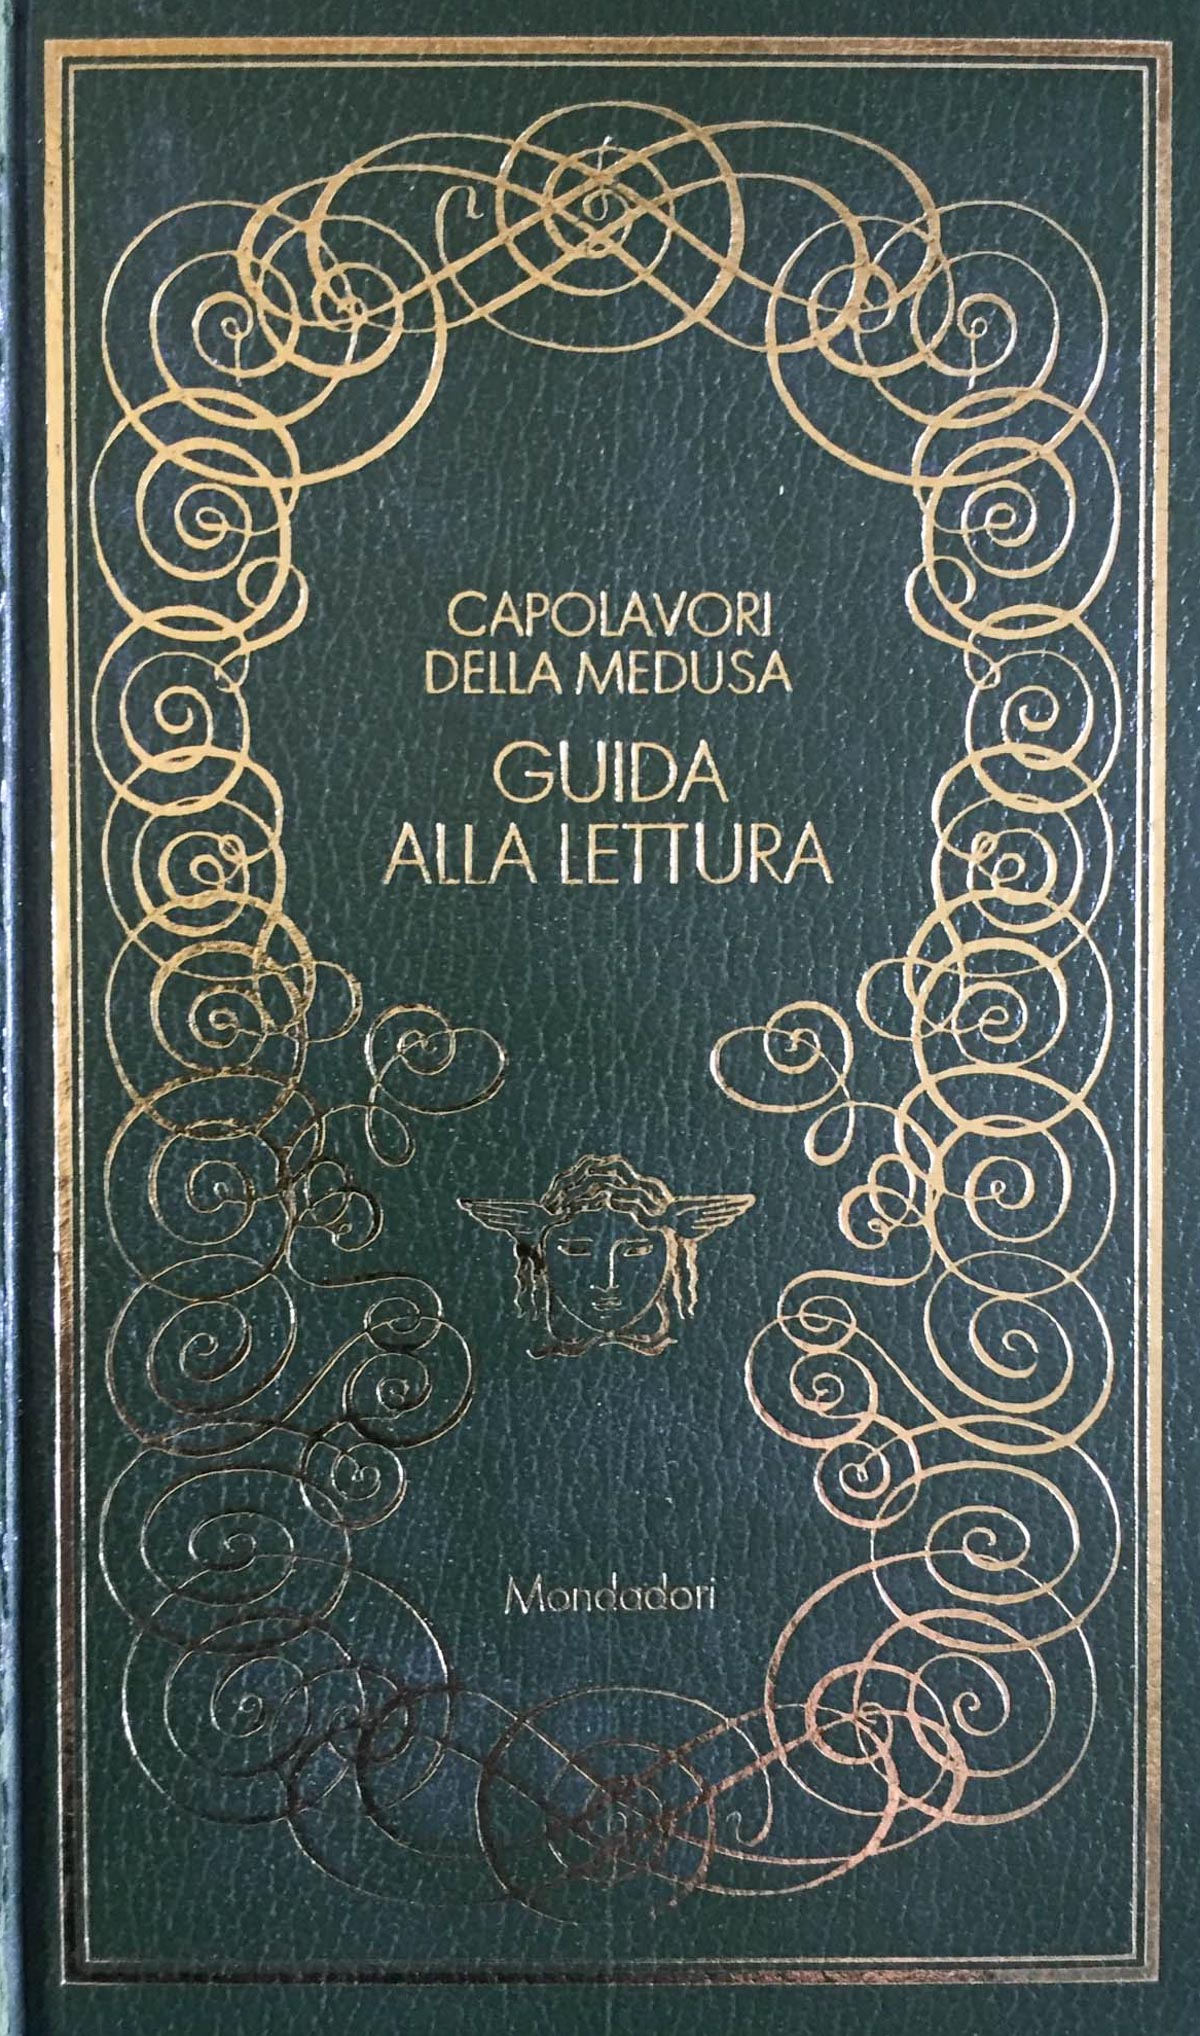 CAPOLAVORI
DELLA MEDUSA
GUIDA
ALLA LETTURA
Mondadori